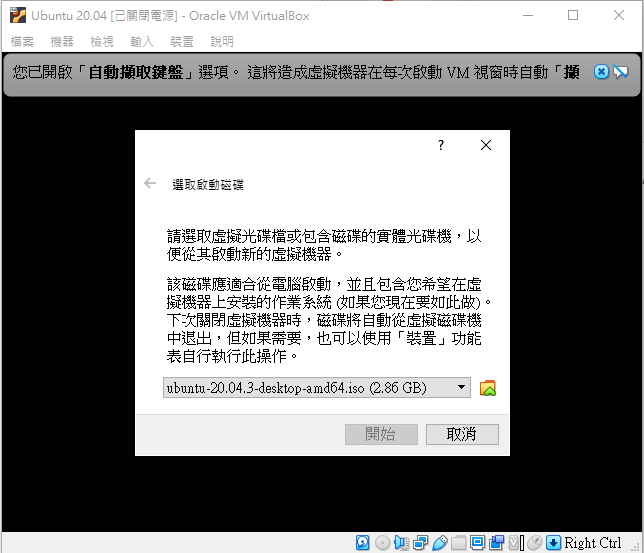 Ubuntu 20.04 [已關閉電源] - Oracle VM VirtualBox
檔案 機器 檢視 輸入 裝置 說明
您已開啟「自動擷取鍵盤」選項。 這將造成虛擬機器在每次啟動 VM 視窗時自動「擷
?
選取啟動磁碟
請選取虛擬光碟檔或包含磁碟的實體光碟機，以
便從其啟動新的虛擬機器。
該磁碟應適合從電腦啟動，並且包含您希望在虛
擬機器上安裝的作業系統 (如果您現在要如此做)。
下次關閉虛擬機器時，磁碟將自動從虛擬磁碟機
中退出，但如果需要，也可以使用「裝置」功能
表自行執行此操作。
ubuntu-20.04.3-desktop-amd64.iso (2.86 GB)
開始 取消
Right Ctrl